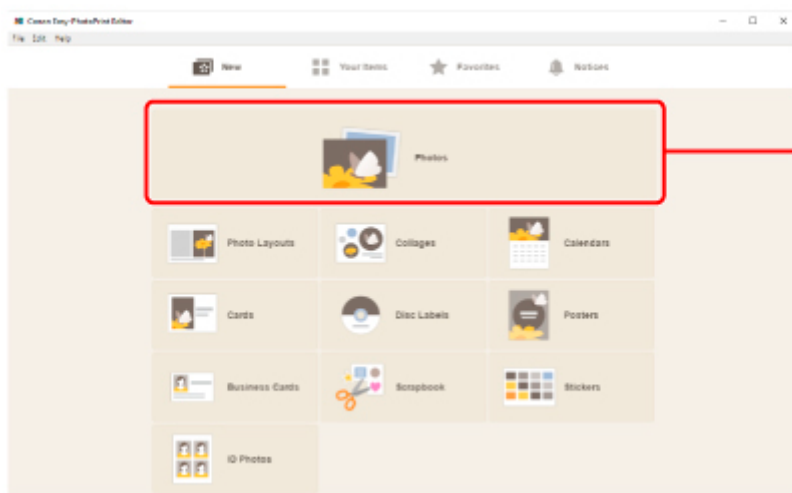 Canon Easy-PhotoPrint Editor
File Edit Help
New Your Items Favorites Notices
Photos
Photo Layouts Collages Calendars
Cards Disc Labels Posters
Business Cards Scrapbook Stickers
ID Photos